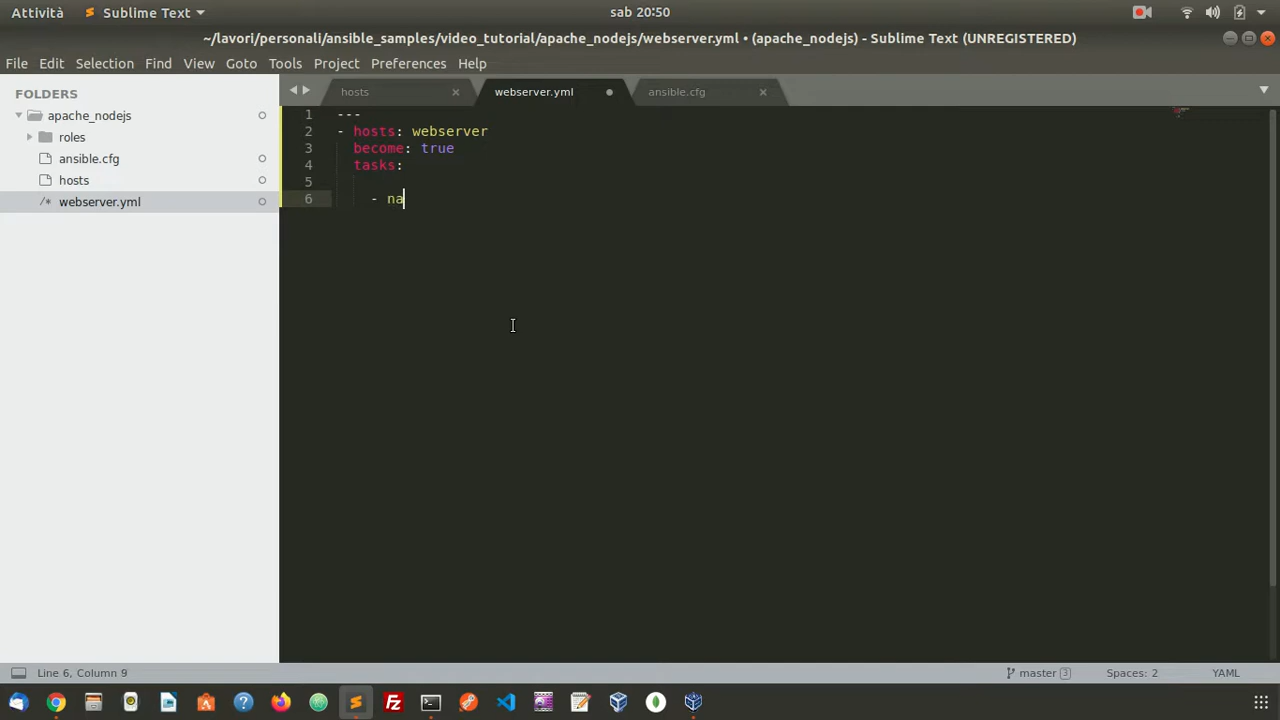 Attività Sublime Text sab 20:50
~/lavori/personali/ansible_samples/video_tutorial/apache_nodejs/webserver.yml • (apache_nodejs) - Sublime Text (UNREGISTERED)
File Edit Selection Find View Goto Tools Project Preferences Help
FOLDERS
apache_nodejs
roles
ansible.cfg
hosts
webserver.yml
hosts webserver.yml ansible.cfg
1 ---
2 - hosts: webserver
3 become: true
4 tasks:
5
6 - na
Line 6, Column 9 master 3 Spaces: 2 YAML